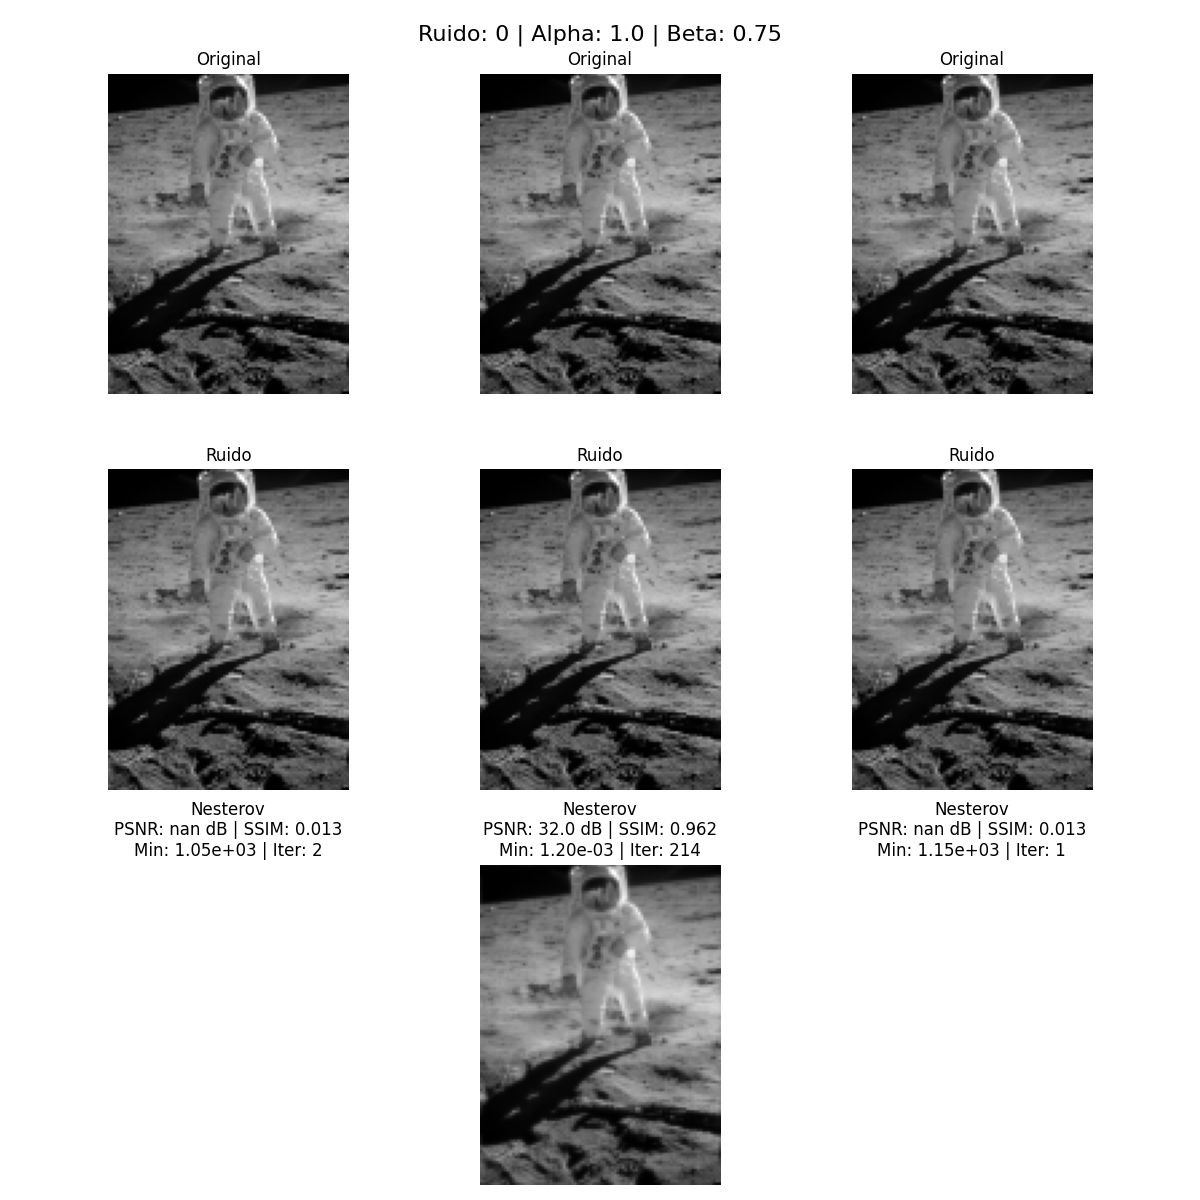 Ruido: 0 | Alpha: 1.0 | Beta: 0.75
Original
Original
Original
Ruido
Ruido
Ruido
Nesterov
PSNR: nan dB | SSIM: 0.013
Min: 1.05e+03 | Iter: 2
Nesterov
PSNR: 32.0 dB | SSIM: 0.962
Min: 1.20e-03 | Iter: 214
Nesterov
PSNR: nan dB | SSIM: 0.013
Min: 1.15e+03 | Iter: 1